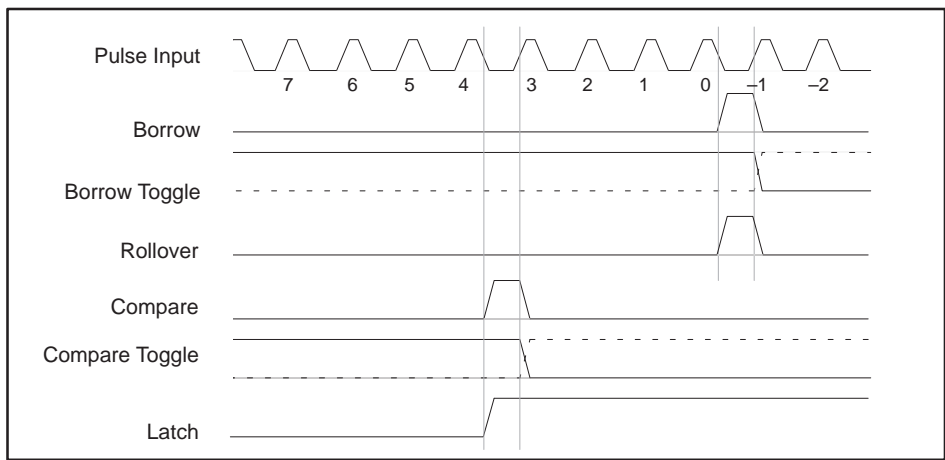 Pulse Input
7 6 5 4 3 2 1 0 –1 –2
Borrow
Borrow Toggle
Rollover
Compare
Compare Toggle
Latch